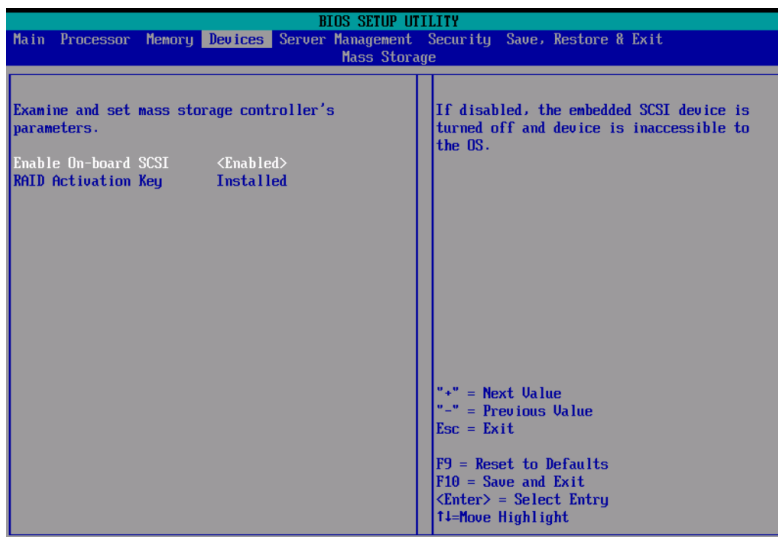 BIOS SETUP UTILITY
Main Processor Memory Devices Server Management Security Save, Restore & Exit
Mass Storage
Examine and set mass storage controller's
parameters.
Enable On-board SCSI <Enabled>
RAID Activation Key Installed
If disabled, the embedded SCSI device is
turned off and device is inaccessible to
the OS.
"+" = Next Value
"-" = Previous Value
Esc = Exit
F9 = Reset to Defaults
F10 = Save and Exit
<Enter> = Select Entry
↑↓=Move Highlight